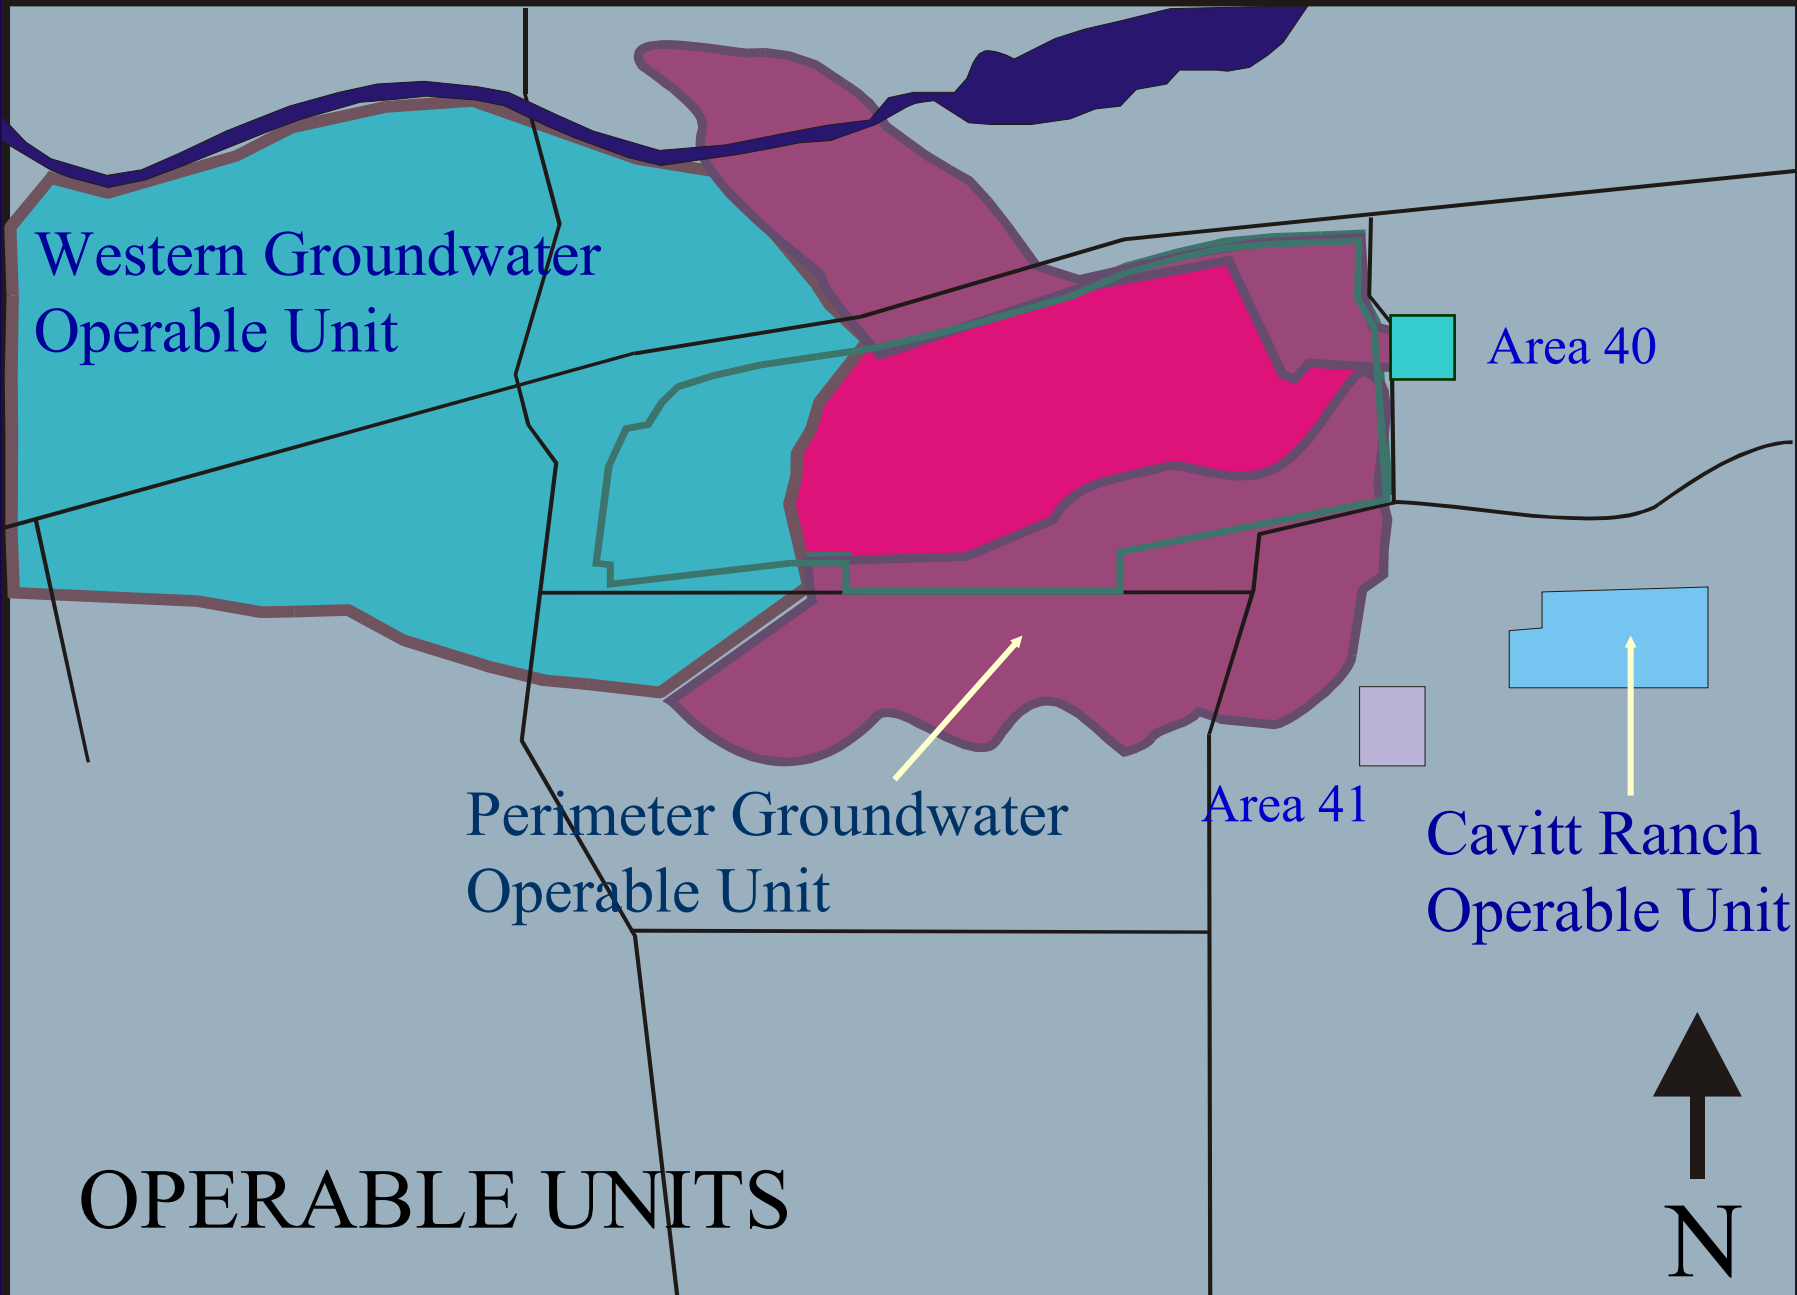 Western Groundwater
Operable Unit
Area 40
Perimeter Groundwater
Operable Unit
Area 41
Cavitt Ranch
Operable Unit
OPERABLE UNITS
N